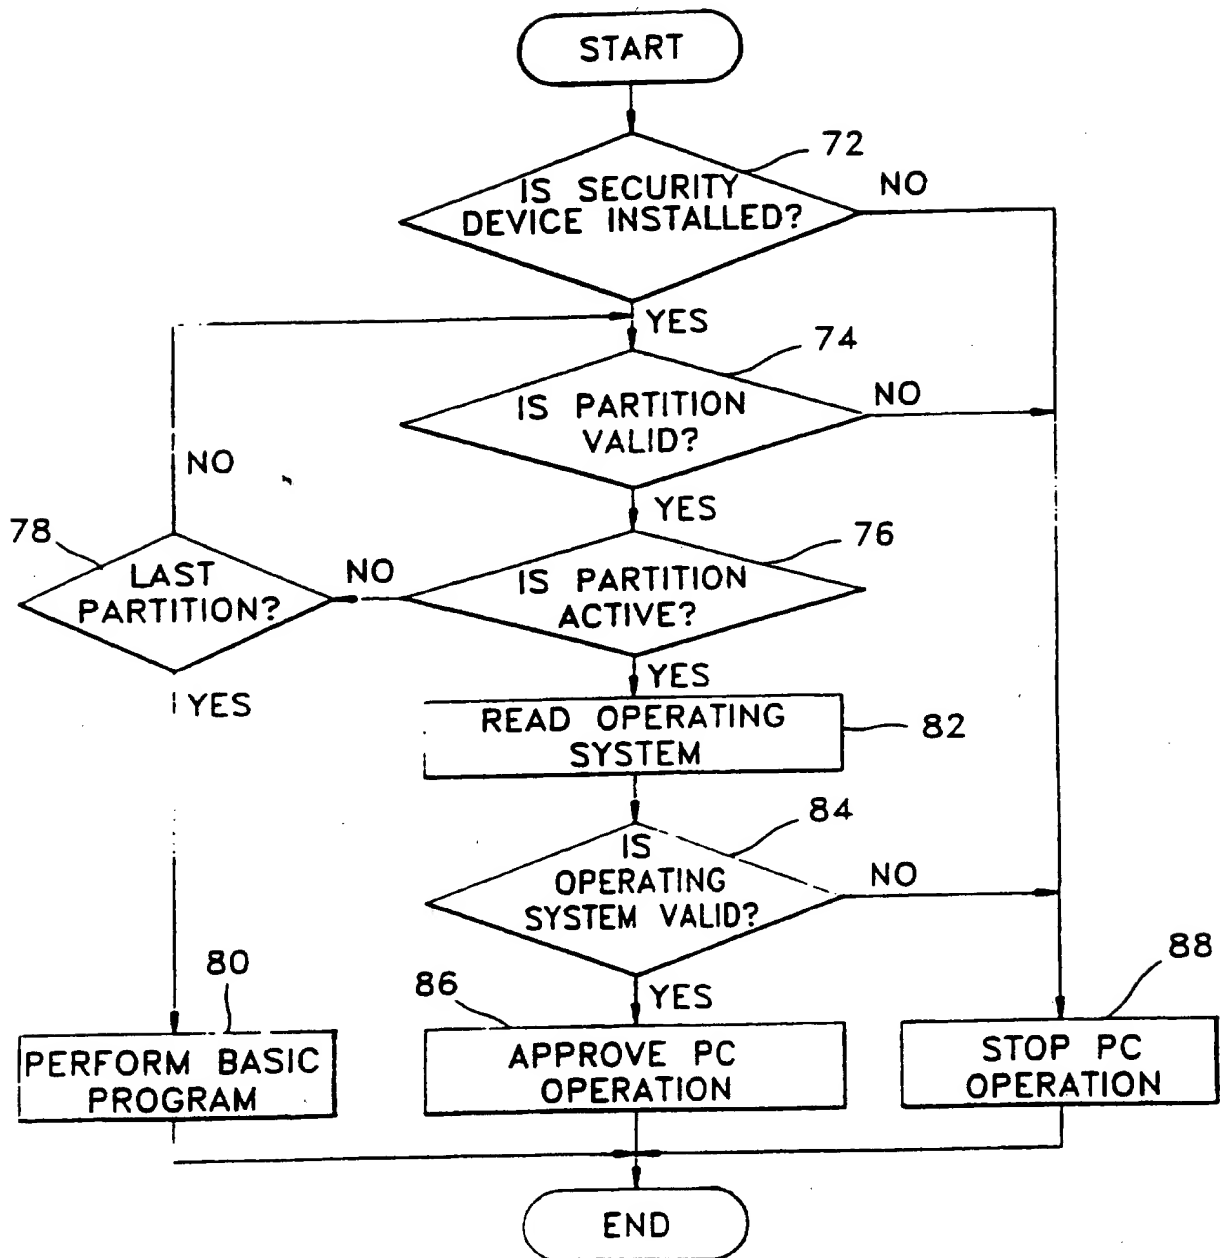 START
72
IS SECURITY
DEVICE INSTALLED?
NO
YES
74
IS PARTITION
VALID?
NO
NO
YES
78
76
LAST
PARTITION?
NO
IS PARTITION
ACTIVE?
YES
YES
READ OPERATING
SYSTEM
82
84
IS
OPERATING
SYSTEM VALID?
NO
80
86
YES
88
PERFORM BASIC
PROGRAM
APPROVE PC
OPERATION
STOP PC
OPERATION
END